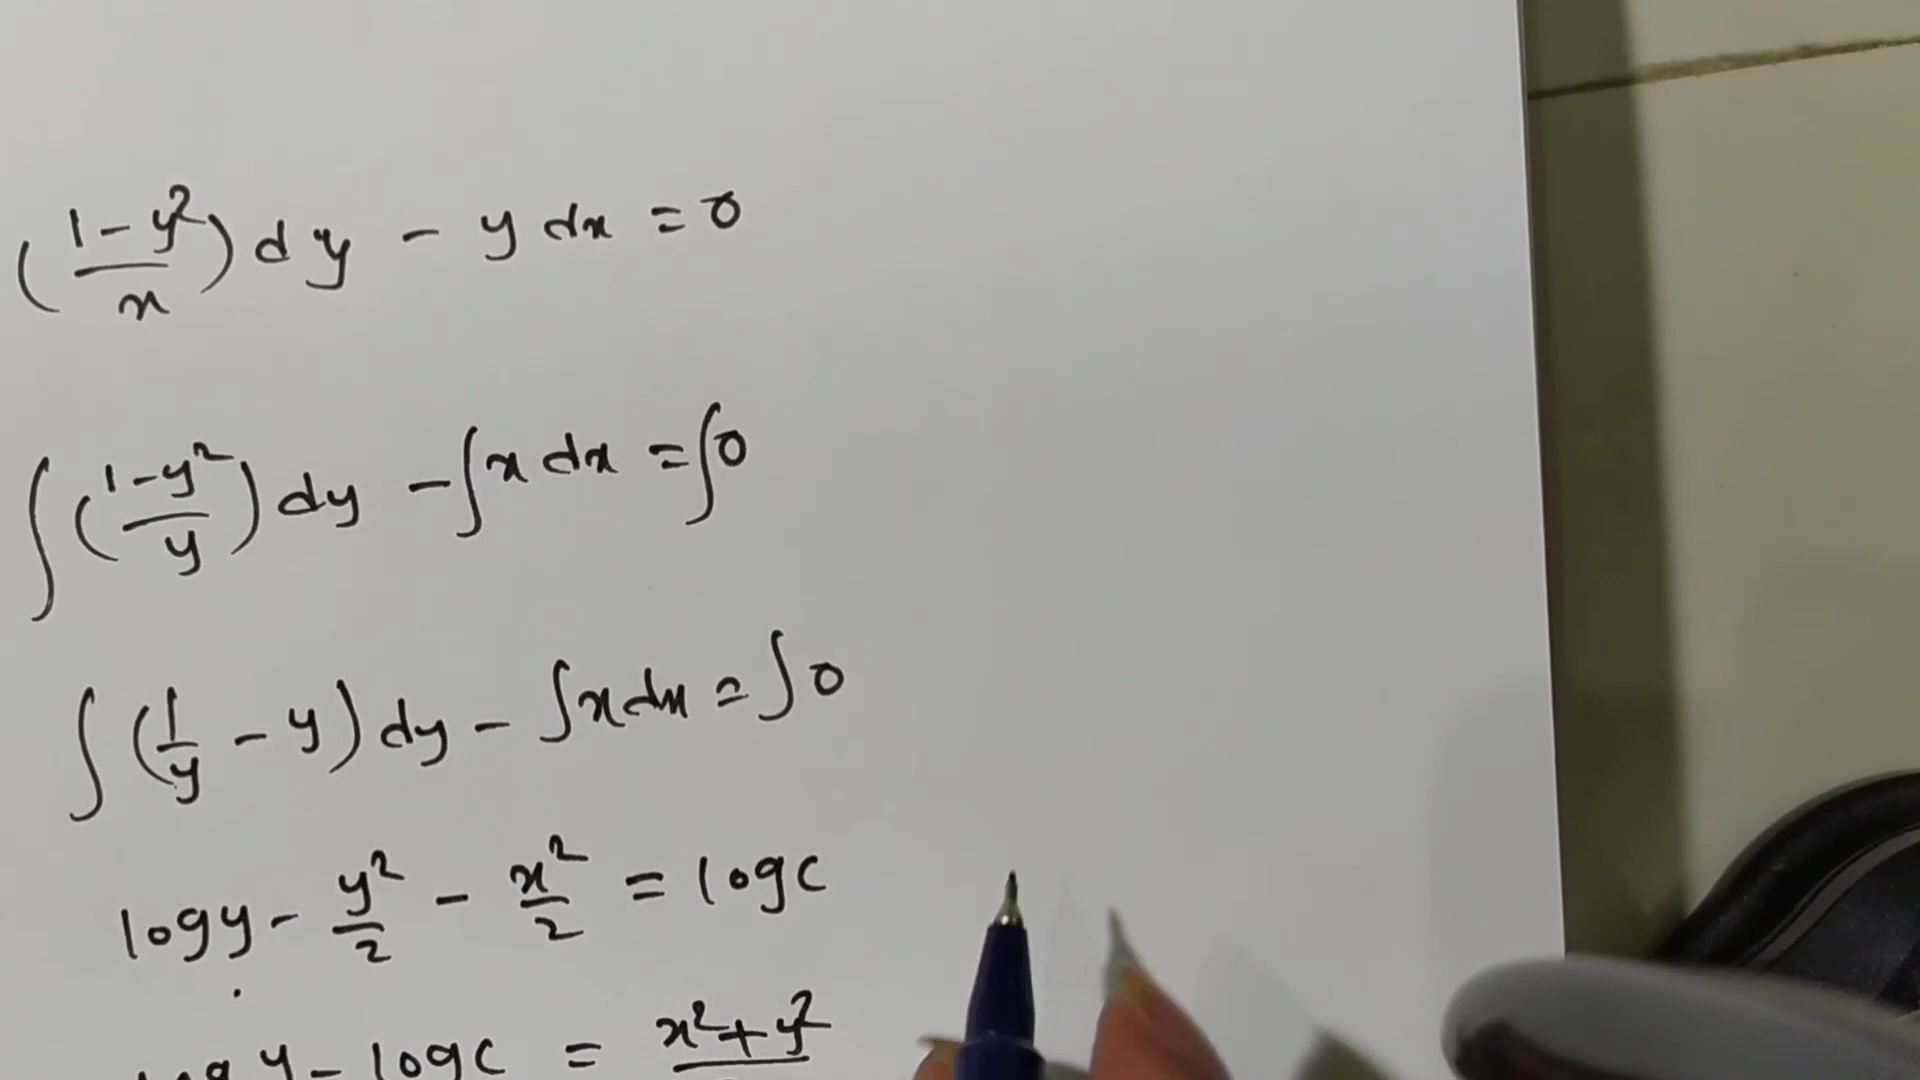 (1-y²/x) dy - y dx = 0
∫(1-y²/y) dy - ∫x dx = ∫0
∫(1/y - y) dy - ∫x dx = ∫0
log y - y²/2 - x²/2 = log c
log y - log c = x²+y²